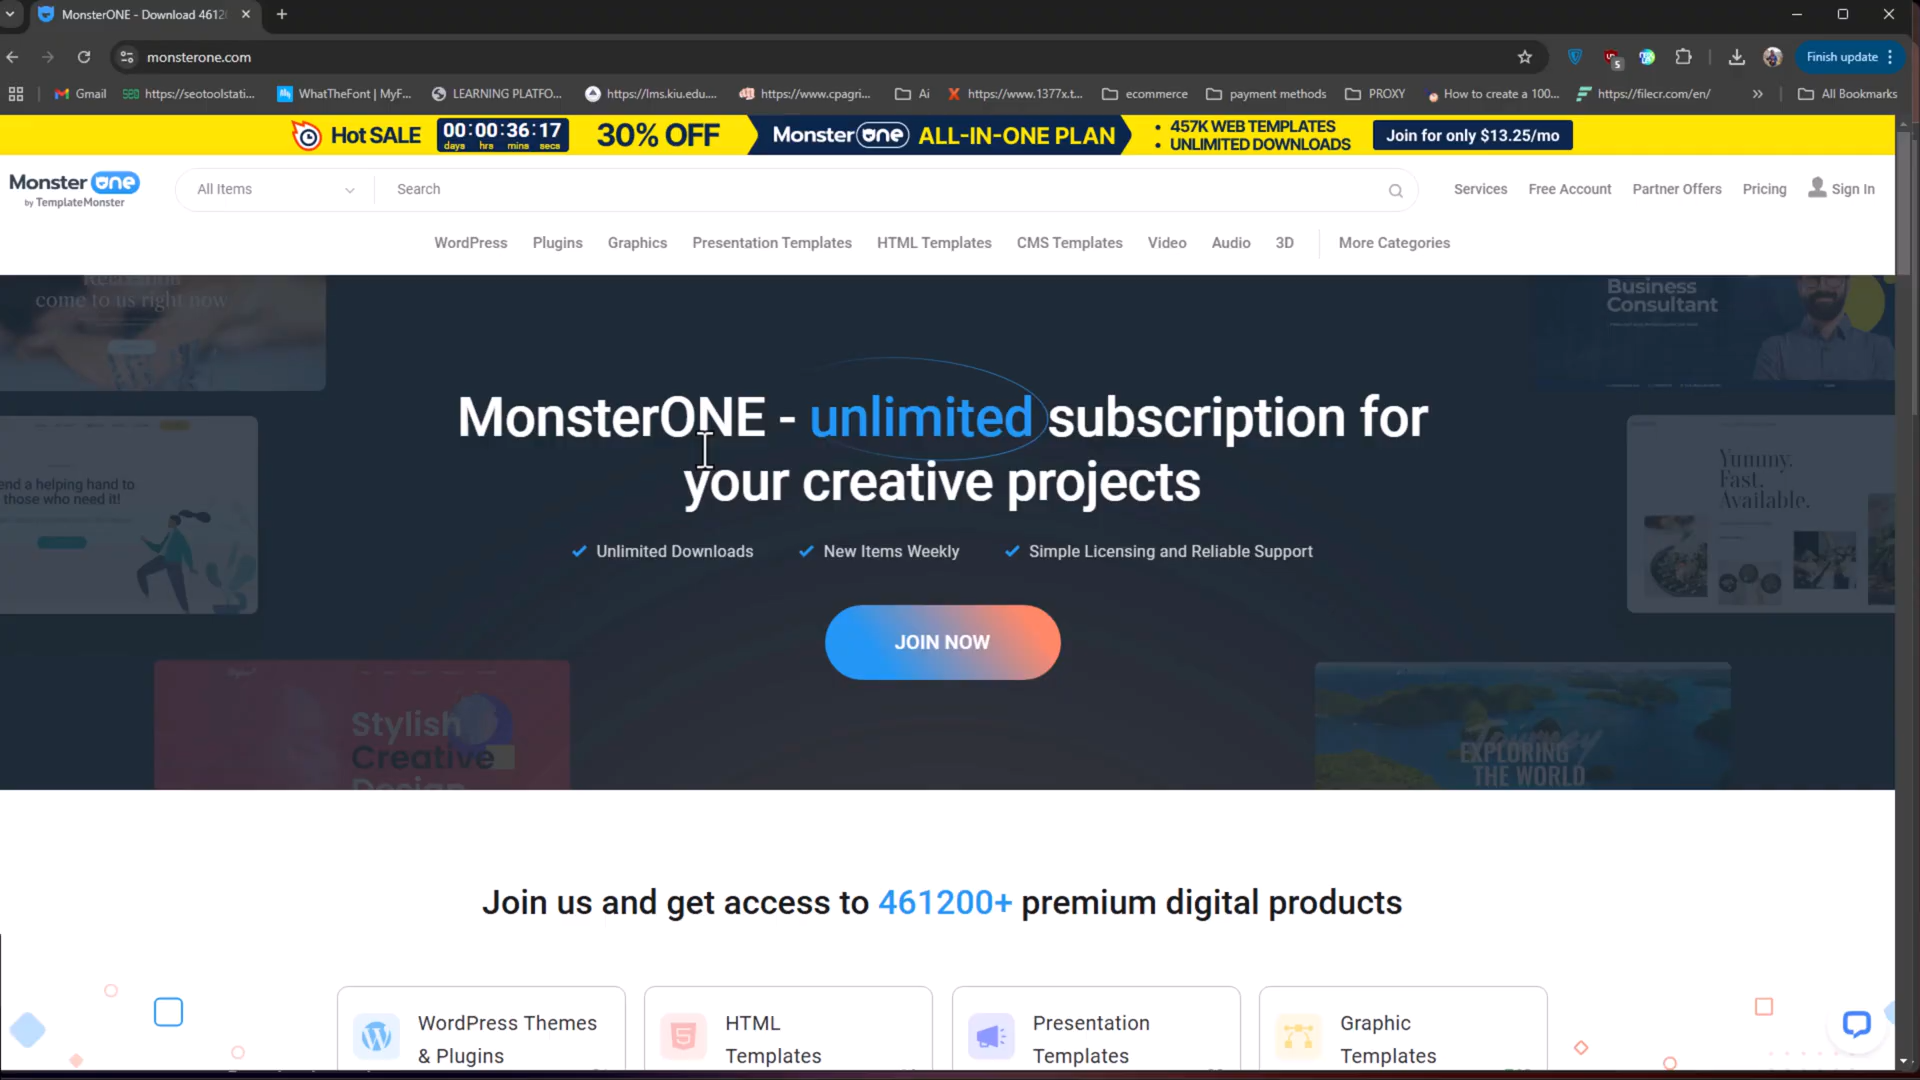 MonsterONE - Download 4612
monsterone.com
Finish update
Gmail
https://seotoolstati...
WhatTheFont | MyF...
LEARNING PLATFO...
https://lms.kiu.edu....
https://www.cpagri...
Ai
https://www.1377x.t...
ecommerce
payment methods
PROXY
How to create a 100...
https://filecr.com/en/
All Bookmarks
Hot SALE
00:00:36:17
days hrs mins secs
30% OFF
Monster one ALL-IN-ONE PLAN
• 457K WEB TEMPLATES
• UNLIMITED DOWNLOADS
Join for only $13.25/mo
Monster one
by TemplateMonster
All Items
Search
Services
Free Account
Partner Offers
Pricing
Sign In
WordPress
Plugins
Graphics
Presentation Templates
HTML Templates
CMS Templates
Video
Audio
3D
More Categories
come to us right now
Business
Consultant
MonsterONE - unlimited subscription for
your creative projects
end a helping hand to
those who need it!
Yummy.
Fast.
Available.
Unlimited Downloads
New Items Weekly
Simple Licensing and Reliable Support
JOIN NOW
Stylish
Creative
Design
Journey
EXPLORING
THE WORLD
Join us and get access to 461200+ premium digital products
WordPress Themes
& Plugins
HTML
Templates
Presentation
Templates
Graphic
Templates